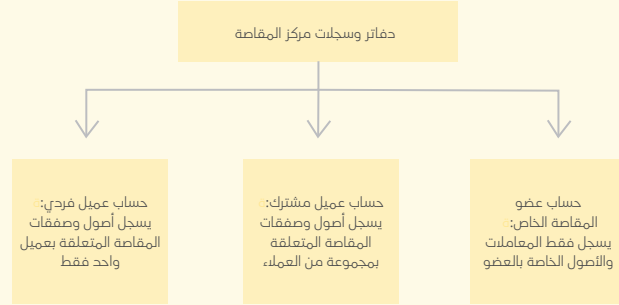 دفاتر وسجلات مركز المقاصة
حساب عضو
المقاصة الخاص:
يسجل فقط المعاملات
والأصول الخاصة بالعضو
حساب عميل مشترك:
يسجل أصول وصفقات
المقاصة المتعلقة
بمجموعة من العملاء
حساب عميل فردي:
يسجل أصول وصفقات
المقاصة المتعلقة بعميل
واحد فقط